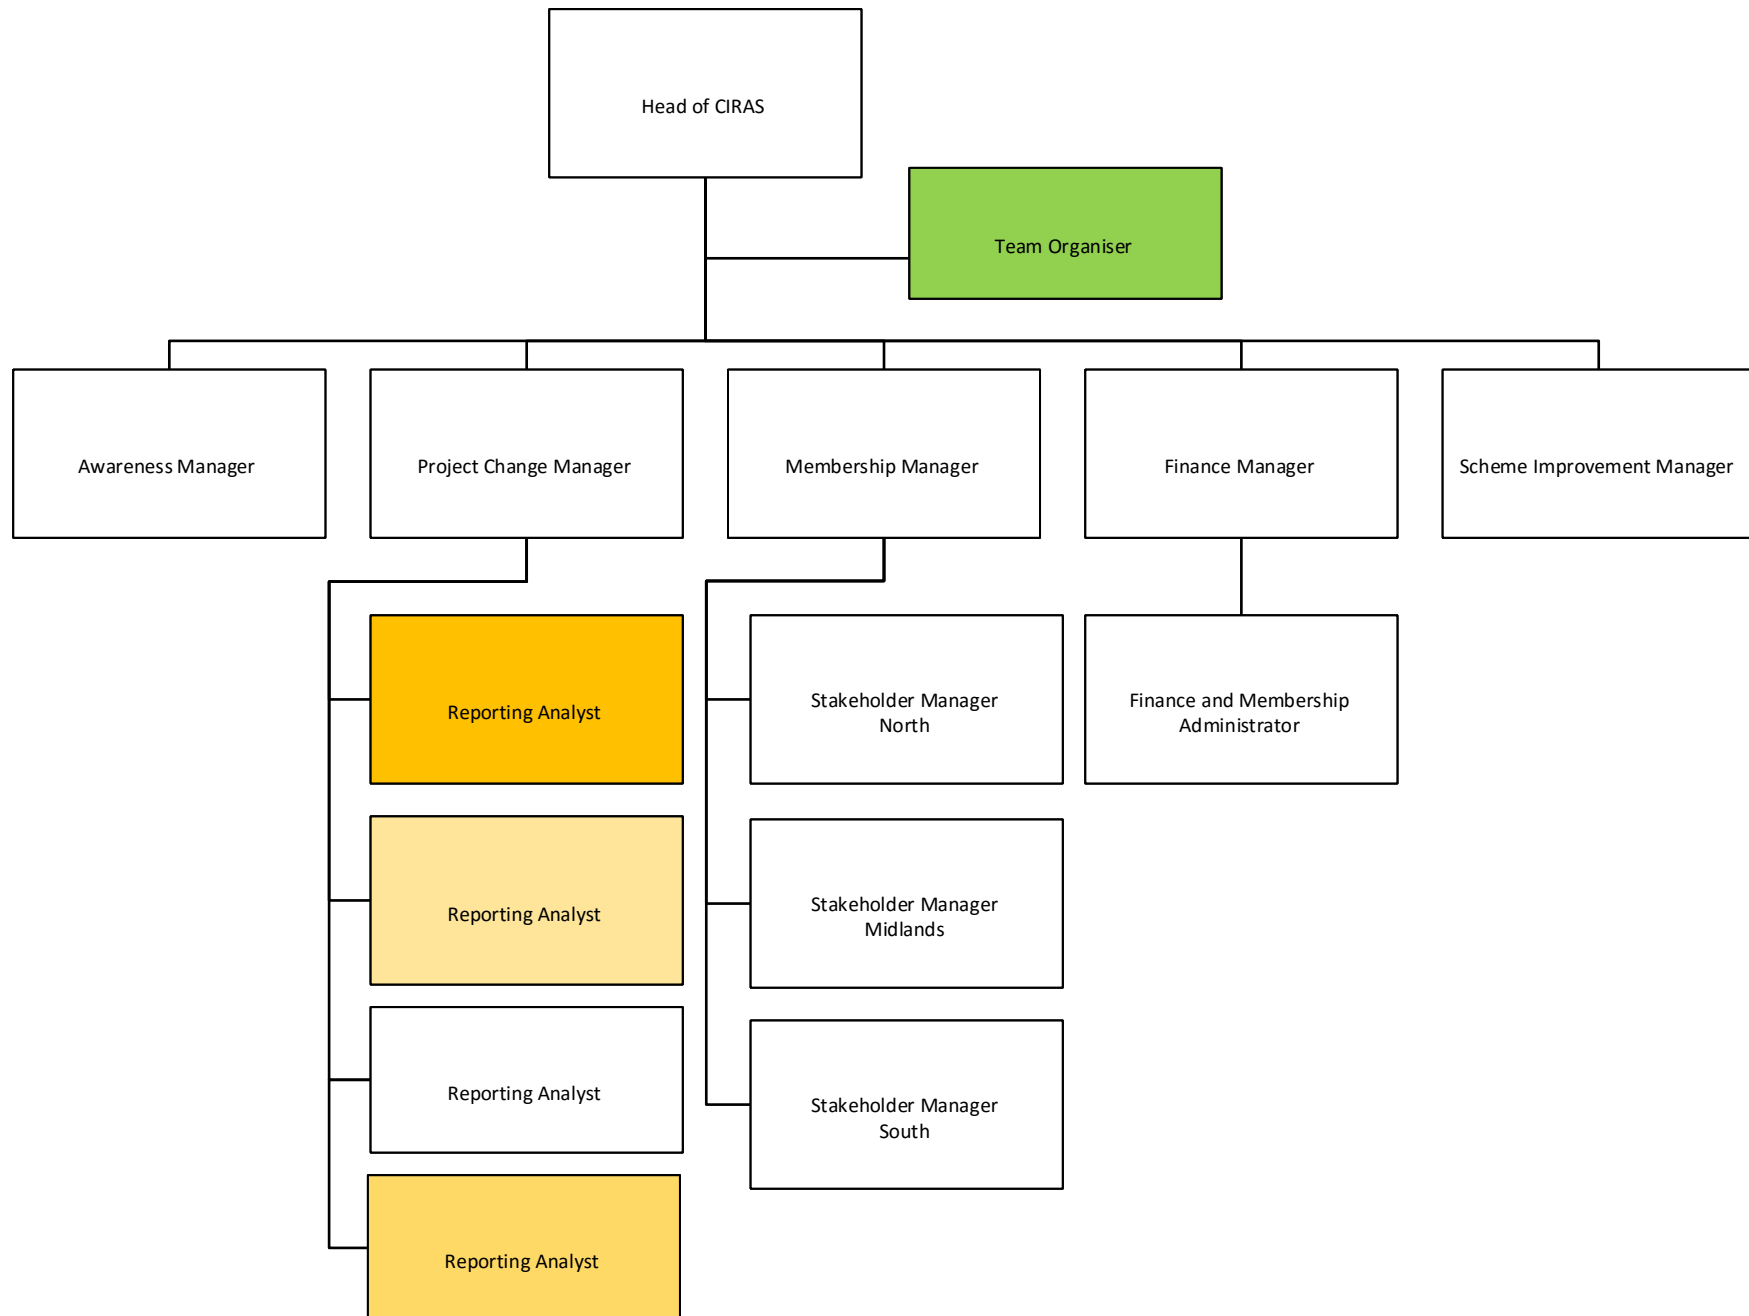 Head of CIRAS
Team Organiser
Awareness Manager
Project Change Manager
Membership Manager
Finance Manager
Scheme Improvement Manager
Reporting Analyst
Stakeholder Manager
North
Finance and Membership
Administrator
Reporting Analyst
Stakeholder Manager
Midlands
Reporting Analyst
Stakeholder Manager
South
Reporting Analyst